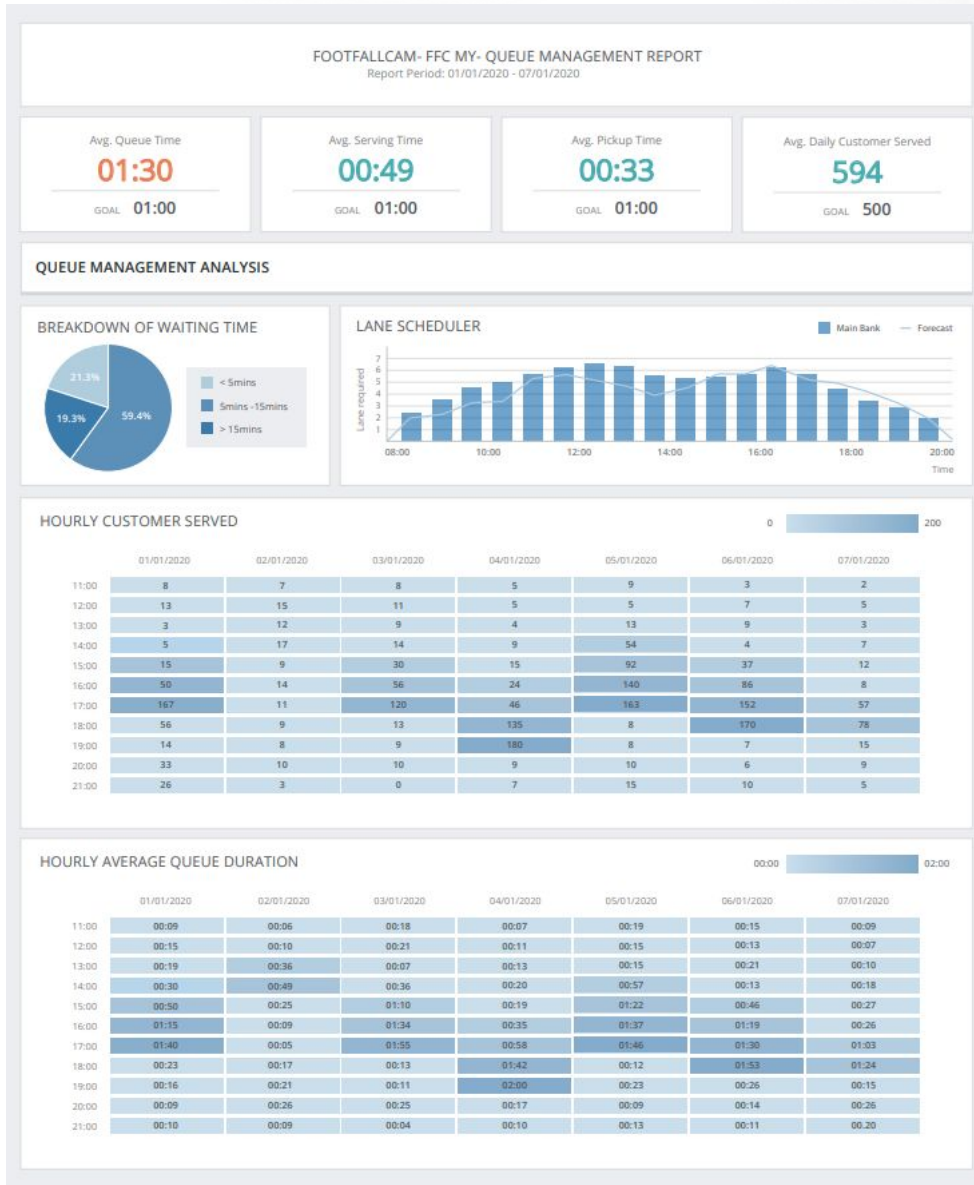 FOOTFALLCAM- FFC MY- QUEUE MANAGEMENT REPORT
Report Period: 01/01/2020 - 07/01/2020
Avg. Queue Time
01:30
GOAL 01:00
Avg. Serving Time
00:49
GOAL 01:00
Avg. Pickup Time
00:33
GOAL 01:00
Avg. Daily Customer Served
594
GOAL 500
QUEUE MANAGEMENT ANALYSIS
BREAKDOWN OF WAITING TIME
21.3%
19.3%
59.4%
< 5mins
5mins -15mins
> 15mins
LANE SCHEDULER
Main Bank
Forecast
Lane required
7
6
5
4
3
2
1
08:00 10:00 12:00 14:00 16:00 18:00 20:00
Time
HOURLY CUSTOMER SERVED
0 200
01/01/2020 02/01/2020 03/01/2020 04/01/2020 05/01/2020 06/01/2020 07/01/2020
11:00 8 7 8 5 9 3 2
12:00 13 15 11 5 5 7 5
13:00 3 12 9 4 13 9 3
14:00 5 17 14 9 54 4 7
15:00 15 9 30 15 92 37 12
16:00 50 14 56 24 140 86 8
17:00 167 11 120 46 163 152 57
18:00 56 9 13 135 8 170 78
19:00 14 8 9 180 8 7 15
20:00 33 10 10 9 10 6 9
21:00 26 3 0 7 15 10 5
HOURLY AVERAGE QUEUE DURATION
00:00 02:00
01/01/2020 02/01/2020 03/01/2020 04/01/2020 05/01/2020 06/01/2020 07/01/2020
11:00 00:09 00:06 00:18 00:07 00:19 00:15 00:09
12:00 00:15 00:10 00:21 00:11 00:15 00:13 00:07
13:00 00:19 00:36 00:07 00:13 00:15 00:21 00:10
14:00 00:30 00:49 00:36 00:20 00:57 00:13 00:18
15:00 00:50 00:25 01:10 00:19 01:22 00:46 00:27
16:00 01:15 00:09 01:34 00:35 01:37 01:19 00:26
17:00 01:40 00:05 01:55 00:58 01:46 01:30 01:03
18:00 00:23 00:17 00:13 01:42 00:12 01:53 01:24
19:00 00:16 00:21 00:11 02:00 00:23 00:26 00:15
20:00 00:09 00:26 00:25 00:17 00:09 00:14 00:26
21:00 00:10 00:09 00:04 00:10 00:13 00:11 00.20